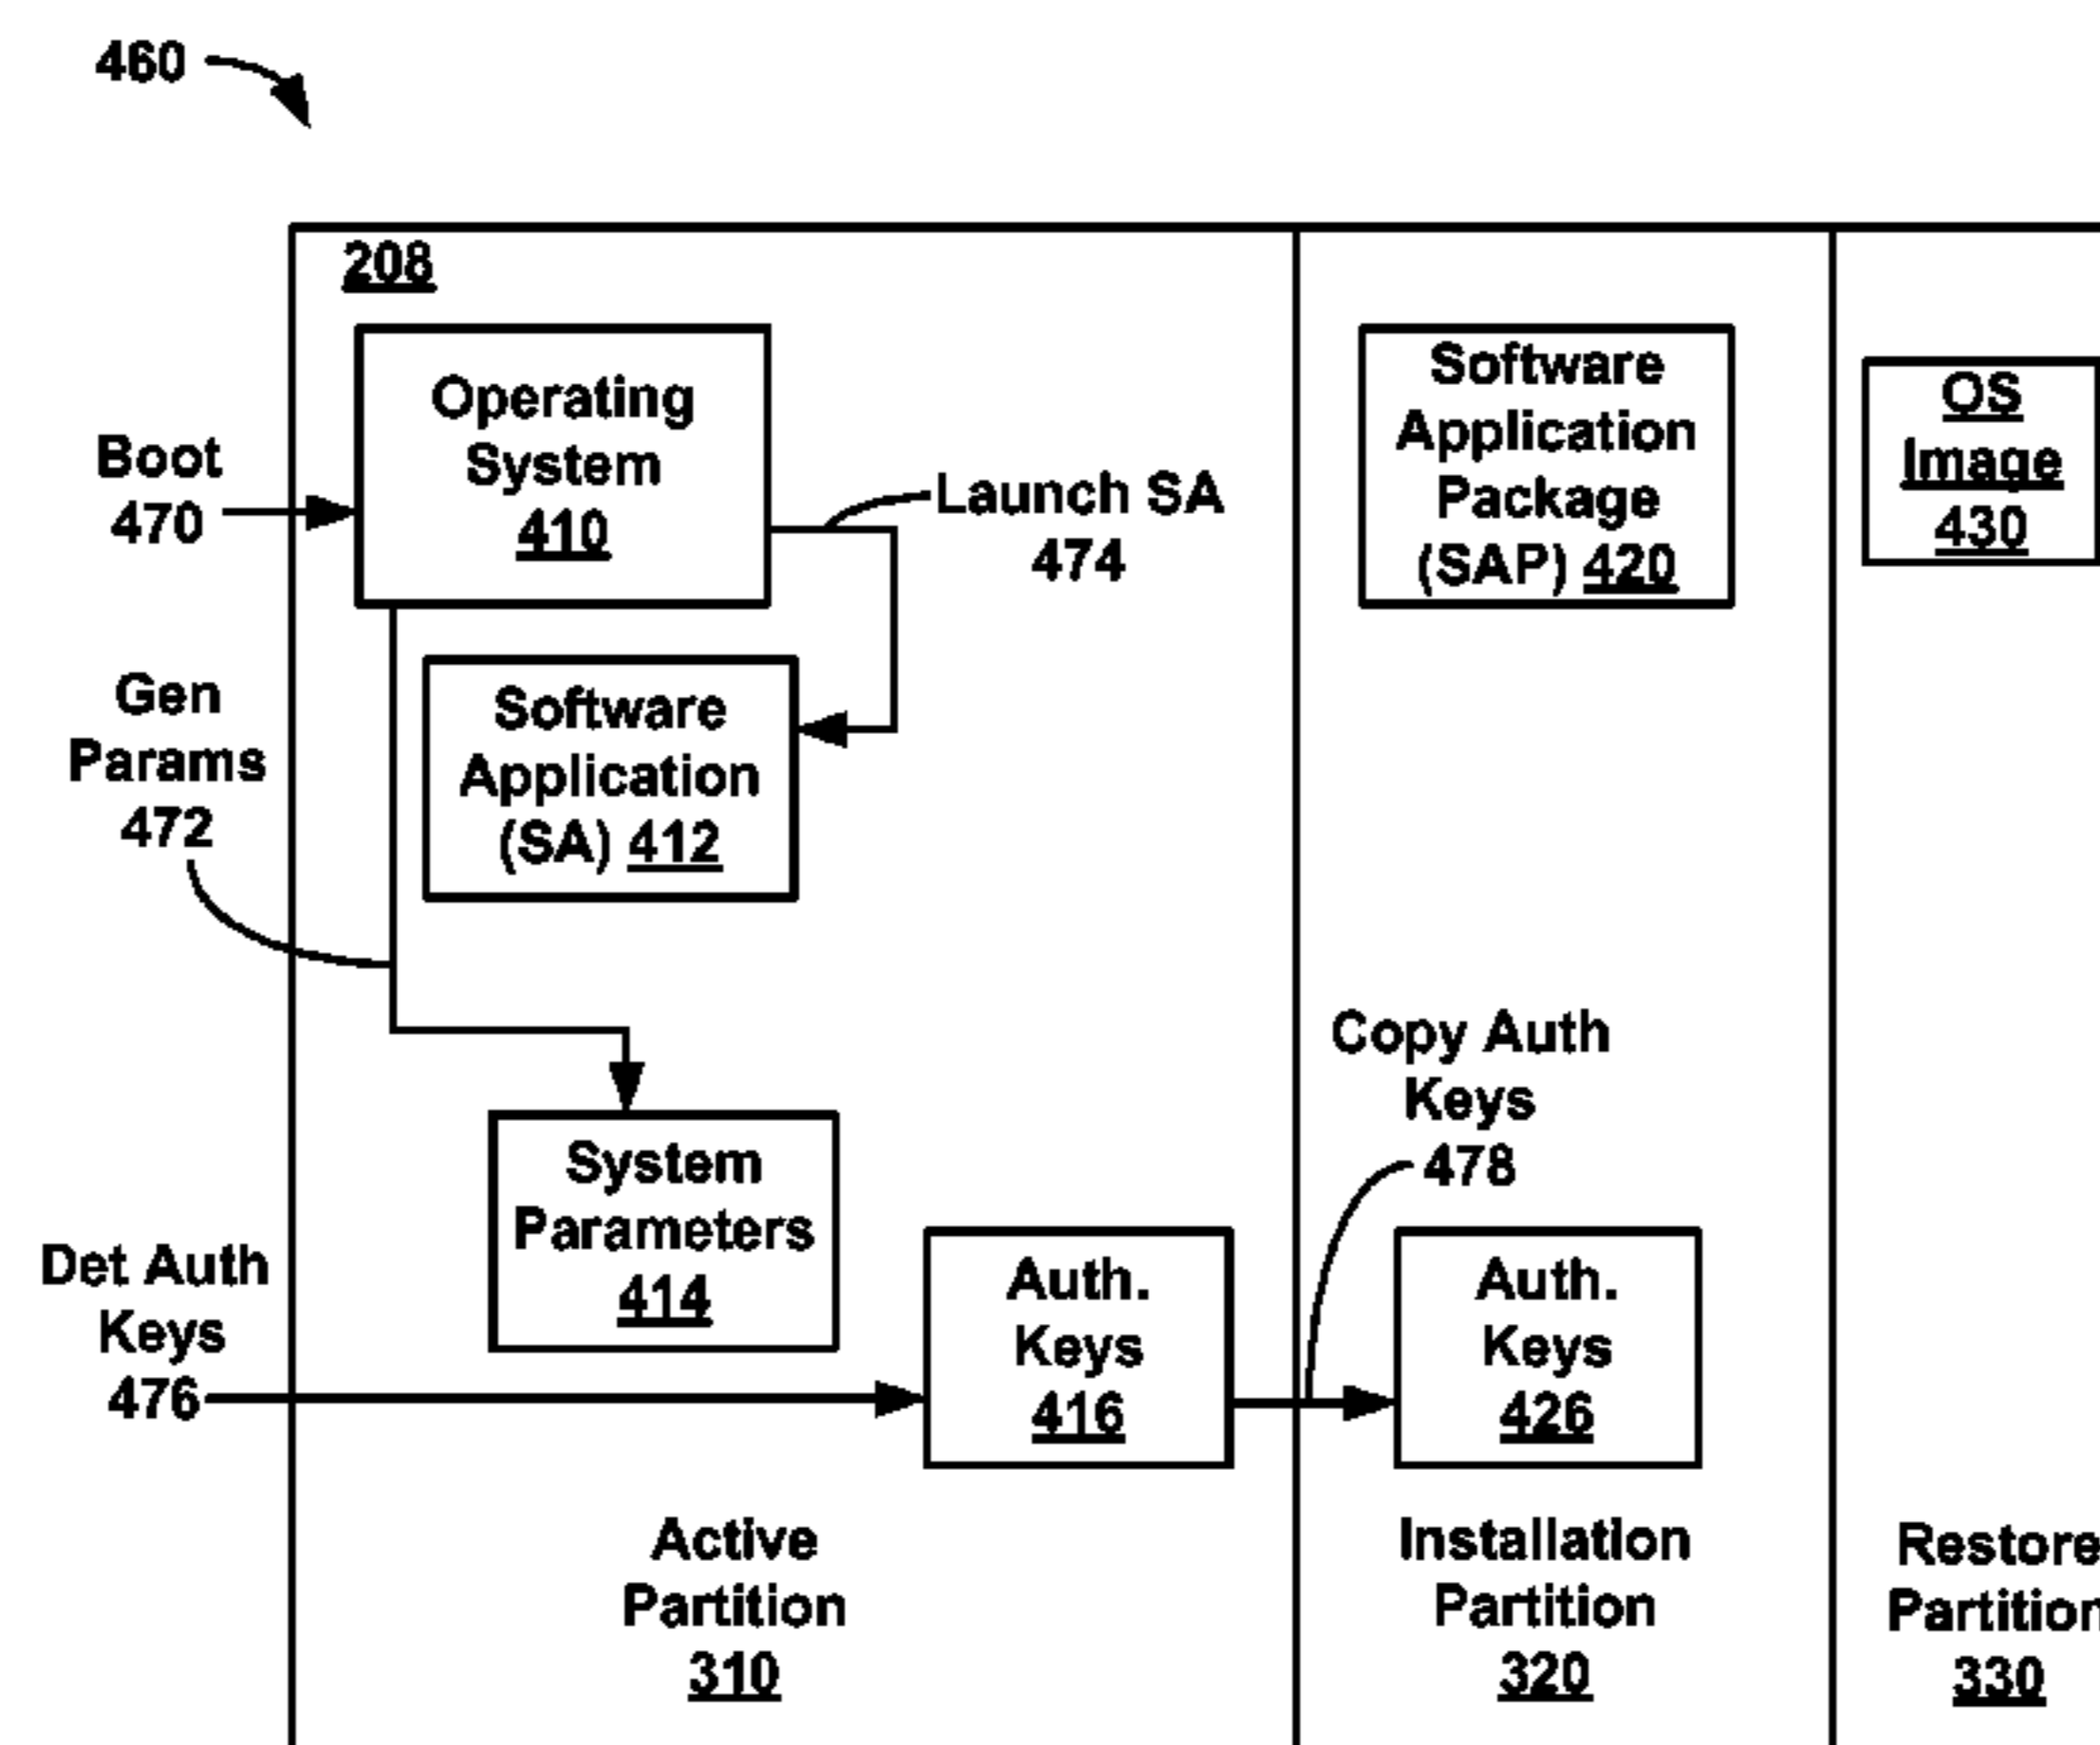 460
208
Operating
System
410
Boot
470
Launch SA
474
Software
Application
Package
(SAP) 420
OS
Image
430
Gen
Params
472
Software
Application
(SA) 412
Copy Auth
Keys
478
System
Parameters
414
Det Auth
Keys
476
Auth.
Keys
416
Auth.
Keys
426
Active
Partition
310
Installation
Partition
320
Restore
Partition
330